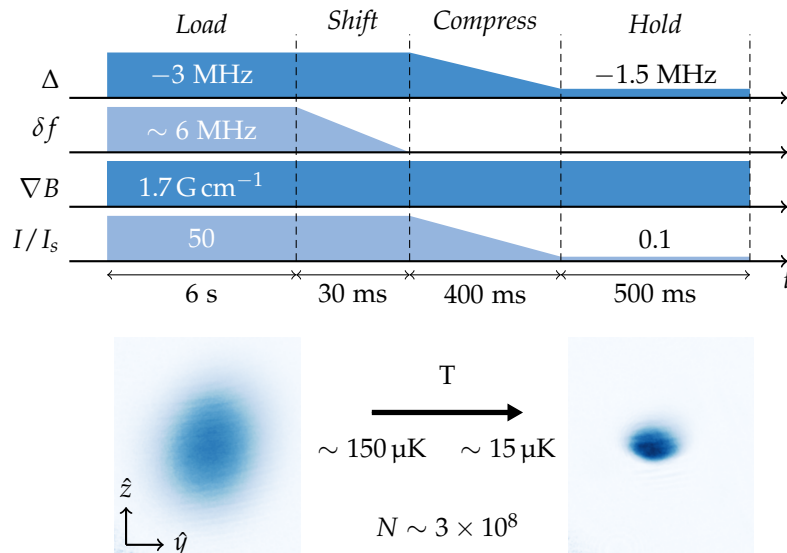 Load Shift Compress Hold
Δ −3 MHz −1.5 MHz
δf ∼ 6 MHz
∇B 1.7 G cm⁻¹
I/Iₛ 50 0.1
t
6 s 30 ms 400 ms 500 ms
T
∼ 150 µK ∼ 15 µK
ẑ
N ∼ 3 × 10⁸
ŷ